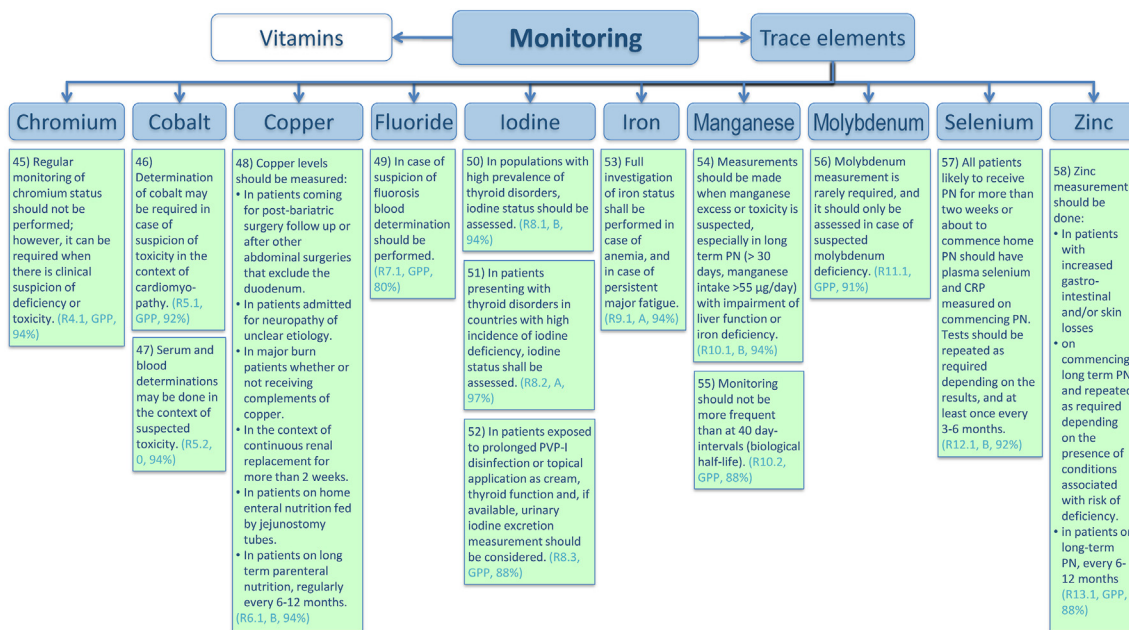 Vitamins
Monitoring
Trace elements
Chromium
45) Regular
monitoring of
chromium status
should not be
performed;
however, it can be
required when
there is clinical
suspicion of
deficiency or
toxicity. (R4.1, GPP,
94%)
Cobalt
46)
Determination
of cobalt may
be required in
case of
suspicion of
toxicity in the
context of
cardiomyo-
pathy.
(R5.1,
GPP, 92%)
47) Serum and
blood
determinations
may be done in
the context of
suspected
toxicity. (R5.2,
0, 94%)
Copper
48) Copper levels
should be measured:
• In patients coming
for post-bariatric
surgery follow up or
after other
abdominal surgeries
that exclude the
duodenum.
• In patients admitted
for neuropathy of
unclear etiology.
• In major burn
patients whether or
not receiving
complements of
copper.
• In the context of
continuous renal
replacement for
more than 2 weeks.
• In patients on home
enteral nutrition fed
by jejunostomy
tubes.
• In patients on long
term parenteral
nutrition, regularly
every 6-12 months.
(R6.1, B, 94%)
Fluoride
49) In case of
suspicion of
fluorosis
blood
determination
should be
performed.
(R7.1, GPP,
80%)
Iodine
50) In populations with
high prevalence of
thyroid disorders,
iodine status should be
assessed. (R8.1, B,
94%)
51) In patients
presenting with
thyroid disorders in
countries with high
incidence of iodine
deficiency, iodine
status shall be
assessed. (R8.2, A,
97%)
52) In patients exposed
to prolonged PVP-I
disinfection or topical
application as cream,
thyroid function and, if
available, urinary
iodine excretion
measurement should
be considered. (R8.3,
GPP, 88%)
Iron
53) Full
investigation
of iron status
shall be
performed in
case of
anemia, and
in case of
persistent
major fatigue.
(R9.1, A, 94%)
Manganese
54) Measurements
should be made
when manganese
excess or toxicity is
suspected,
especially in long
term PN (> 30
days, manganese
intake >55 µg/day)
with impairment of
liver function or
iron deficiency.
(R10.1, B, 94%)
55) Monitoring
should not be
more frequent
than at 40 day-
intervals (biological
half-life). (R10.2,
GPP, 88%)
Molybdenum
56) Molybdenum
measurement is
rarely required, and
it should only be
assessed in case of
suspected
molybdenum
deficiency. (R11.1,
GPP, 91%)
Selenium
57) All patients
likely to receive
PN for more than
two weeks or
about to
commence home
PN should have
plasma selenium
and CRP
measured on
commencing PN.
Tests should be
repeated as
required
depending on the
results, and at
least once every
3-6 months.
(R12.1, B, 92%)
Zinc
58) Zinc
measurement
should be
done:
• In patients
with
increased
gastro-
intestinal
and/or skin
losses
• on
commencing
long term PN
and repeated
as required
depending
on the
presence of
conditions
associated
with risk of
deficiency.
• in patients on
long-term
PN, every 6-
12 months
(R13.1, GPP,
88%)